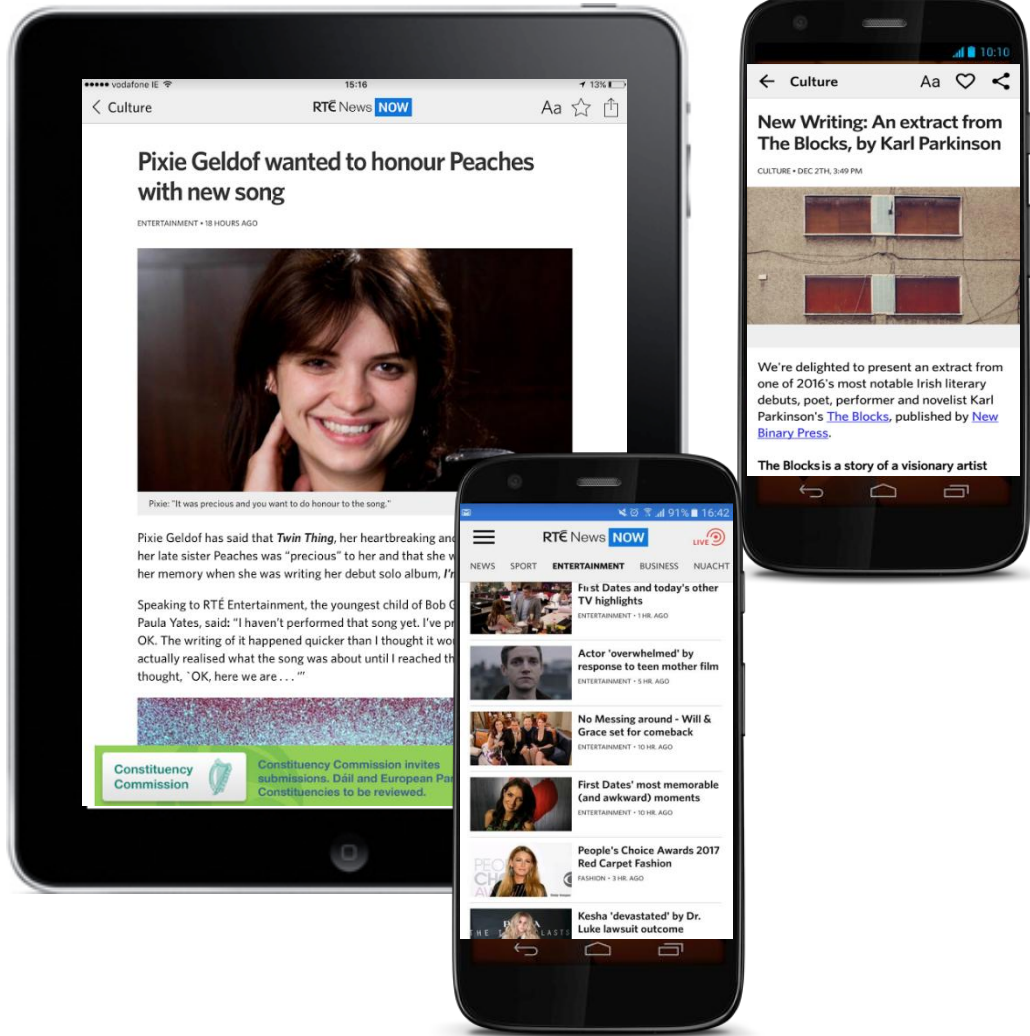 vodafone IE
15:16
13%
Culture
RTÉ News NOW
Aa
Pixie Geldof wanted to honour Peaches
with new song
ENTERTAINMENT • 18 HOURS AGO
Pixie: "It was precious and you want to do honour to the song."
Pixie Geldof has said that Twin Thing, her heartbreaking and
her late sister Peaches was "precious" to her and that she w
her memory when she was writing her debut solo album, I'm
Speaking to RTÉ Entertainment, the youngest child of Bob G
Paula Yates, said: "I haven't performed that song yet. I've pr
OK. The writing of it happened quicker than I thought it wou
actually realised what the song was about until I reached th
thought, `OK, here we are . . . '"
Constituency
Commission
Constituency Commission invites
submissions. Dáil and European Par
Constituencies to be reviewed.
10:10
Culture
Aa
New Writing: An extract from
The Blocks, by Karl Parkinson
CULTURE • DEC 2TH, 3:49 PM
We're delighted to present an extract from
one of 2016's most notable Irish literary
debuts, poet, performer and novelist Karl
Parkinson's The Blocks, published by New
Binary Press.
The Blocks is a story of a visionary artist
91% 16:42
RTÉ News NOW
LIVE
NEWS SPORT ENTERTAINMENT BUSINESS NUACHT
First Dates and today's other
TV highlights
ENTERTAINMENT • 1 HR. AGO
Actor 'overwhelmed' by
response to teen mother film
ENTERTAINMENT • 5 HR. AGO
No Messing around - Will &
Grace set for comeback
ENTERTAINMENT • 10 HR. AGO
First Dates' most memorable
(and awkward) moments
ENTERTAINMENT • 10 HR. AGO
People's Choice Awards 2017
Red Carpet Fashion
FASHION • 3 HR. AGO
Kesha 'devastated' by Dr.
Luke lawsuit outcome